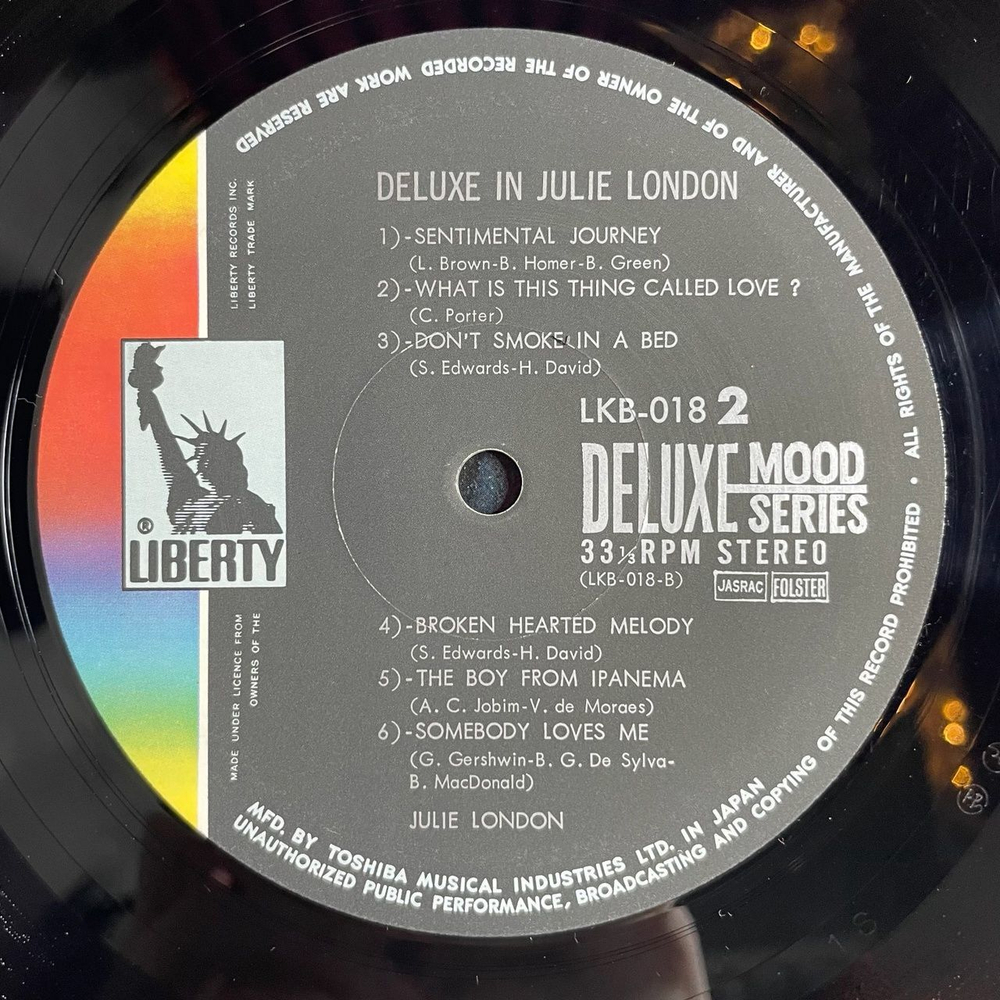 DELUXE IN JULIE LONDON
1)-SENTIMENTAL JOURNEY
(L. Brown-B. Homer-B. Green)
2)-WHAT IS THIS THING CALLED LOVE ?
(C. Porter)
3)-DON'T SMOKE IN A BED
(S. Edwards-H. David)
LKB-018 2
DELUXE MOOD SERIES
33⅓RPM STEREO
(LKB-018-B) JASRAC FOLSTER
4)-BROKEN HEARTED MELODY
(S. Edwards-H. David)
5)-THE BOY FROM IPANEMA
(A. C. Jobim-V. de Moraes)
6)-SOMEBODY LOVES ME
(G. Gershwin-B. G. De Sylva-
B. MacDonald)
JULIE LONDON
LIBERTY RECORDS INC.
LIBERTY TRADE MARK
®
LIBERTY
MADE UNDER LICENCE FROM
OWNERS OF THE
MFD. BY TOSHIBA MUSICAL INDUSTRIES LTD. IN JAPAN
UNAUTHORIZED PUBLIC PERFORMANCE, BROADCASTING AND COPYING OF THIS RECORD PROHIBITED • ALL RIGHTS OF THE MANUFACTURER AND OF THE OWNER OF THE RECORDED WORK ARE RESERVED